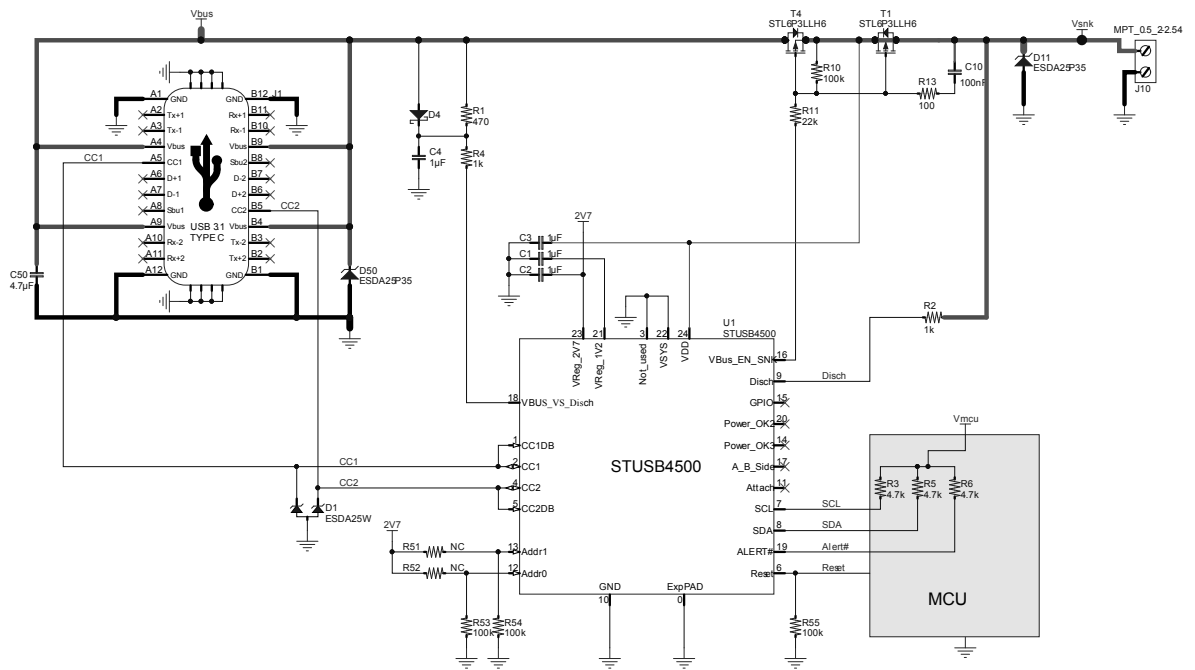 Vbus
T4
STL6P3LLH6
T1
STL6P3LLH6
Vsnk
MPT_0.5_2-2.54
J10
R10
100k
C10
100nF
D11
ESDA25P35
R13
100
R11
22k
D4
R1
470
C4
1µF
R4
1k
A1 GND
A2 Tx+1
A3 Tx-1
A4 Vbus
A5 CC1
A6 D+1
A7 D-1
A8 Sbu1
A9 Vbus
A10 Rx-2
A11 Rx+2
A12 GND
GND B12 J1
Rx+1 B11
Rx-1 B10
Vbus B9
Sbu2 B8
D-2 B7
D+2 B6
CC2 B5
Vbus B4
Tx-2 B3
Tx+2 B2
GND B1
USB 3.1
TYPE C
CC1
CC2
C50
4.7µF
D50
ESDA25P35
2V7
C3 1uF
C1 1uF
C2 1uF
R2
1k
U1
STUSB4500
23 VReg_2V7
21 VReg_1V2
3 Not_used
22 VSYS
24 VDD
18 VBUS_VS_Disch
1 CC1DB
2 CC1
4 CC2
5 CC2DB
13 Addr1
12 Addr0
STUSB4500
VBus_EN_SNK 16
Disch 9
GPIO 15
Power_OK2 20
Power_OK3 14
A_B_Side 17
Attach 11
SCL 7
SDA 8
ALERT# 19
Reset 6
GND
10
ExpPAD
0
Disch
CC1
CC2
D1
ESDA25W
2V7
R51 NC
R52 NC
R53
100k
R54
100k
R55
100k
Vmcu
R3
4.7k
R5
4.7k
R6
4.7k
SCL
SDA
Alert#
Reset
MCU